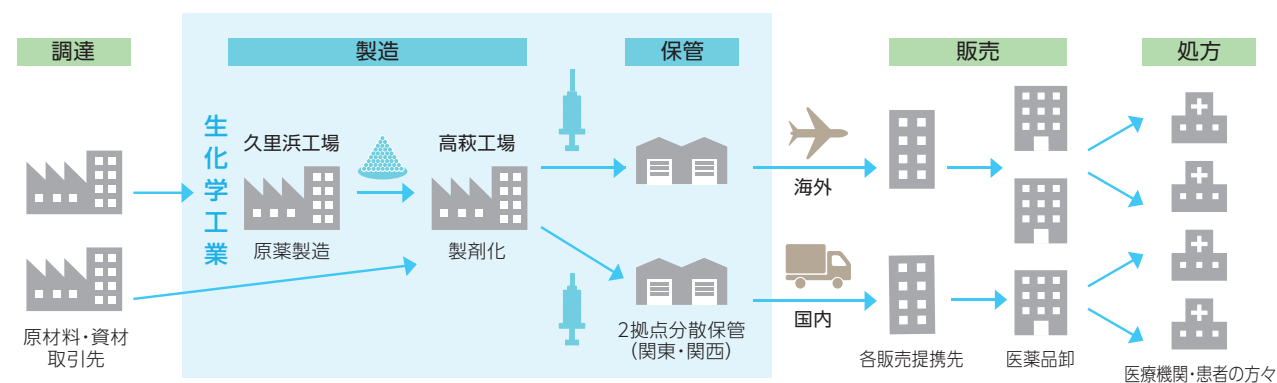 調達
製造
保管
販売
処方
生化学工業
久里浜工場
高萩工場
原薬製造
製剤化
海外
国内
原材料・資材
取引先
2拠点分散保管
(関東・関西)
各販売提携先
医薬品卸
医療機関・患者の方々